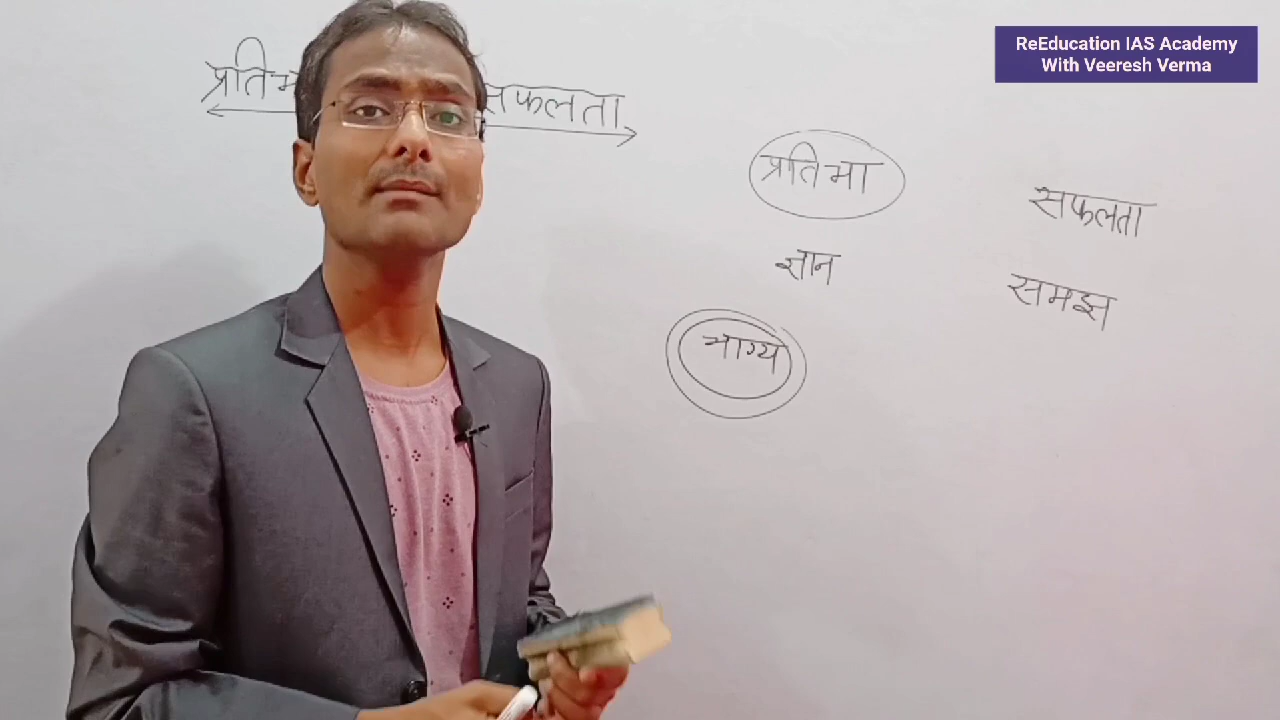 ReEducation IAS Academy
With Veeresh Verma
सफलता
प्रतिभा सफलता
ज्ञान समझ
भाग्य